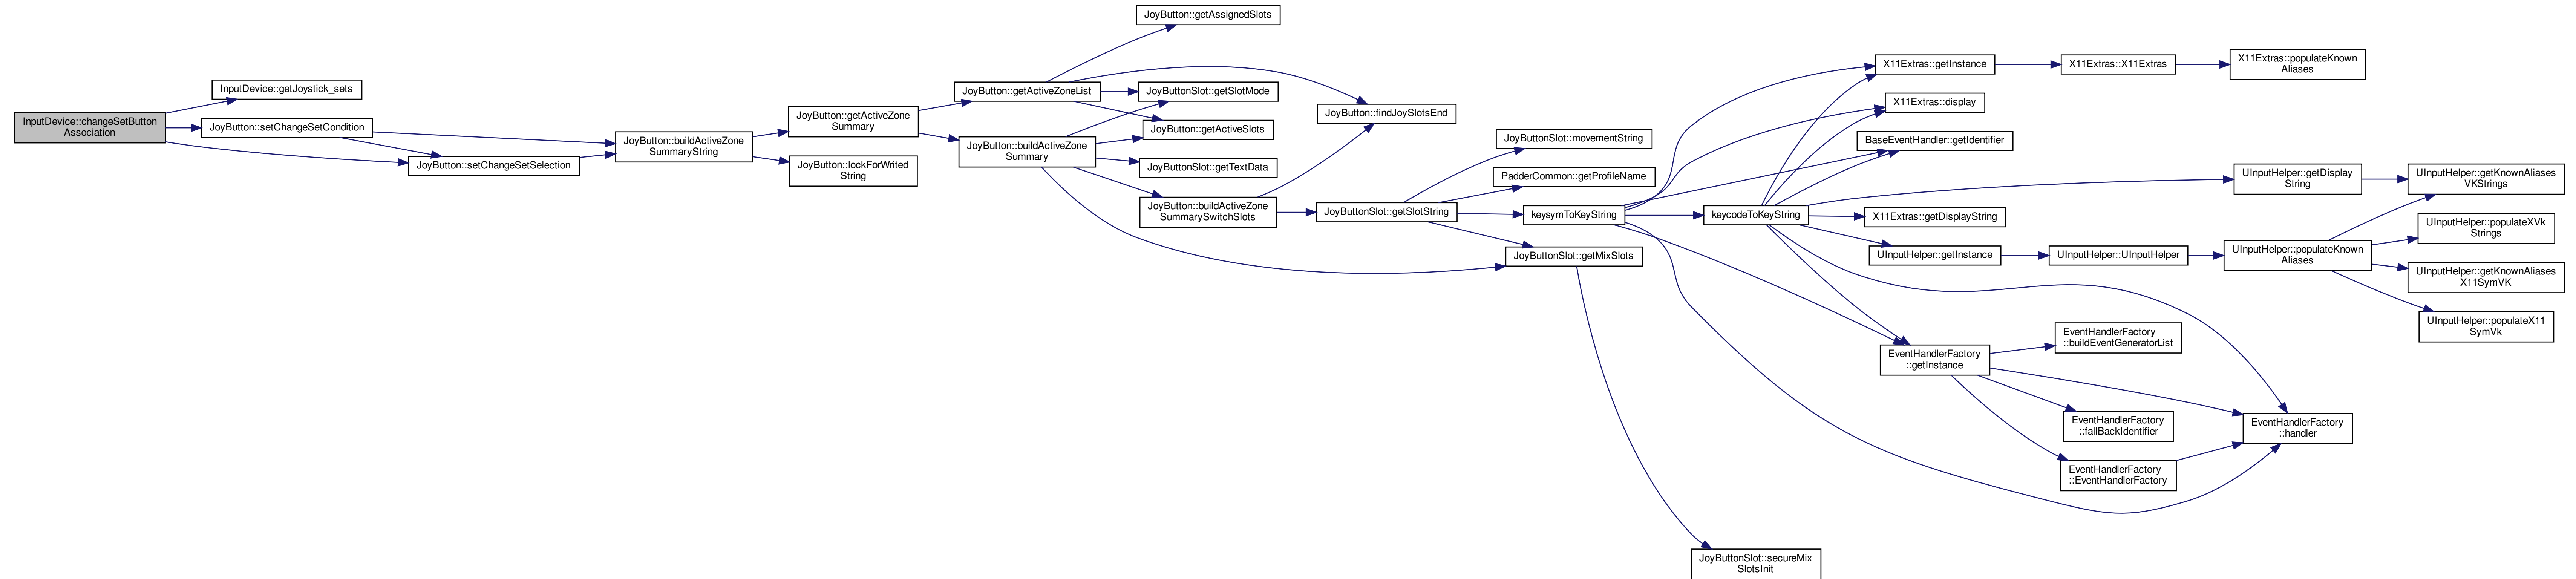 InputDevice::changeSetButton
Association
InputDevice::getJoystick_sets
JoyButton::setChangeSetCondition
JoyButton::setChangeSetSelection
JoyButton::buildActiveZone
SummaryString
JoyButton::getActiveZone
Summary
JoyButton::lockForWrited
String
JoyButton::getActiveZoneList
JoyButton::buildActiveZone
Summary
JoyButton::getAssignedSlots
JoyButtonSlot::getSlotMode
JoyButton::getActiveSlots
JoyButtonSlot::getTextData
JoyButton::buildActiveZone
SummarySwitchSlots
JoyButton::findJoySlotsEnd
JoyButtonSlot::getSlotString
JoyButtonSlot::movementString
PadderCommon::getProfileName
keysymToKeyString
JoyButtonSlot::getMixSlots
JoyButtonSlot::secureMix
SlotsInit
keycodeToKeyString
X11Extras::getInstance
X11Extras::display
BaseEventHandler::getIdentifier
X11Extras::getDisplayString
UInputHelper::getInstance
EventHandlerFactory
::getInstance
X11Extras::X11Extras
UInputHelper::UInputHelper
EventHandlerFactory
::buildEventGeneratorList
EventHandlerFactory
::fallBackIdentifier
EventHandlerFactory
::EventHandlerFactory
X11Extras::populateKnown
Aliases
UInputHelper::getDisplay
String
UInputHelper::populateKnown
Aliases
EventHandlerFactory
::handler
UInputHelper::getKnownAliases
VKStrings
UInputHelper::populateXVk
Strings
UInputHelper::getKnownAliases
X11SymVK
UInputHelper::populateX11
SymVk